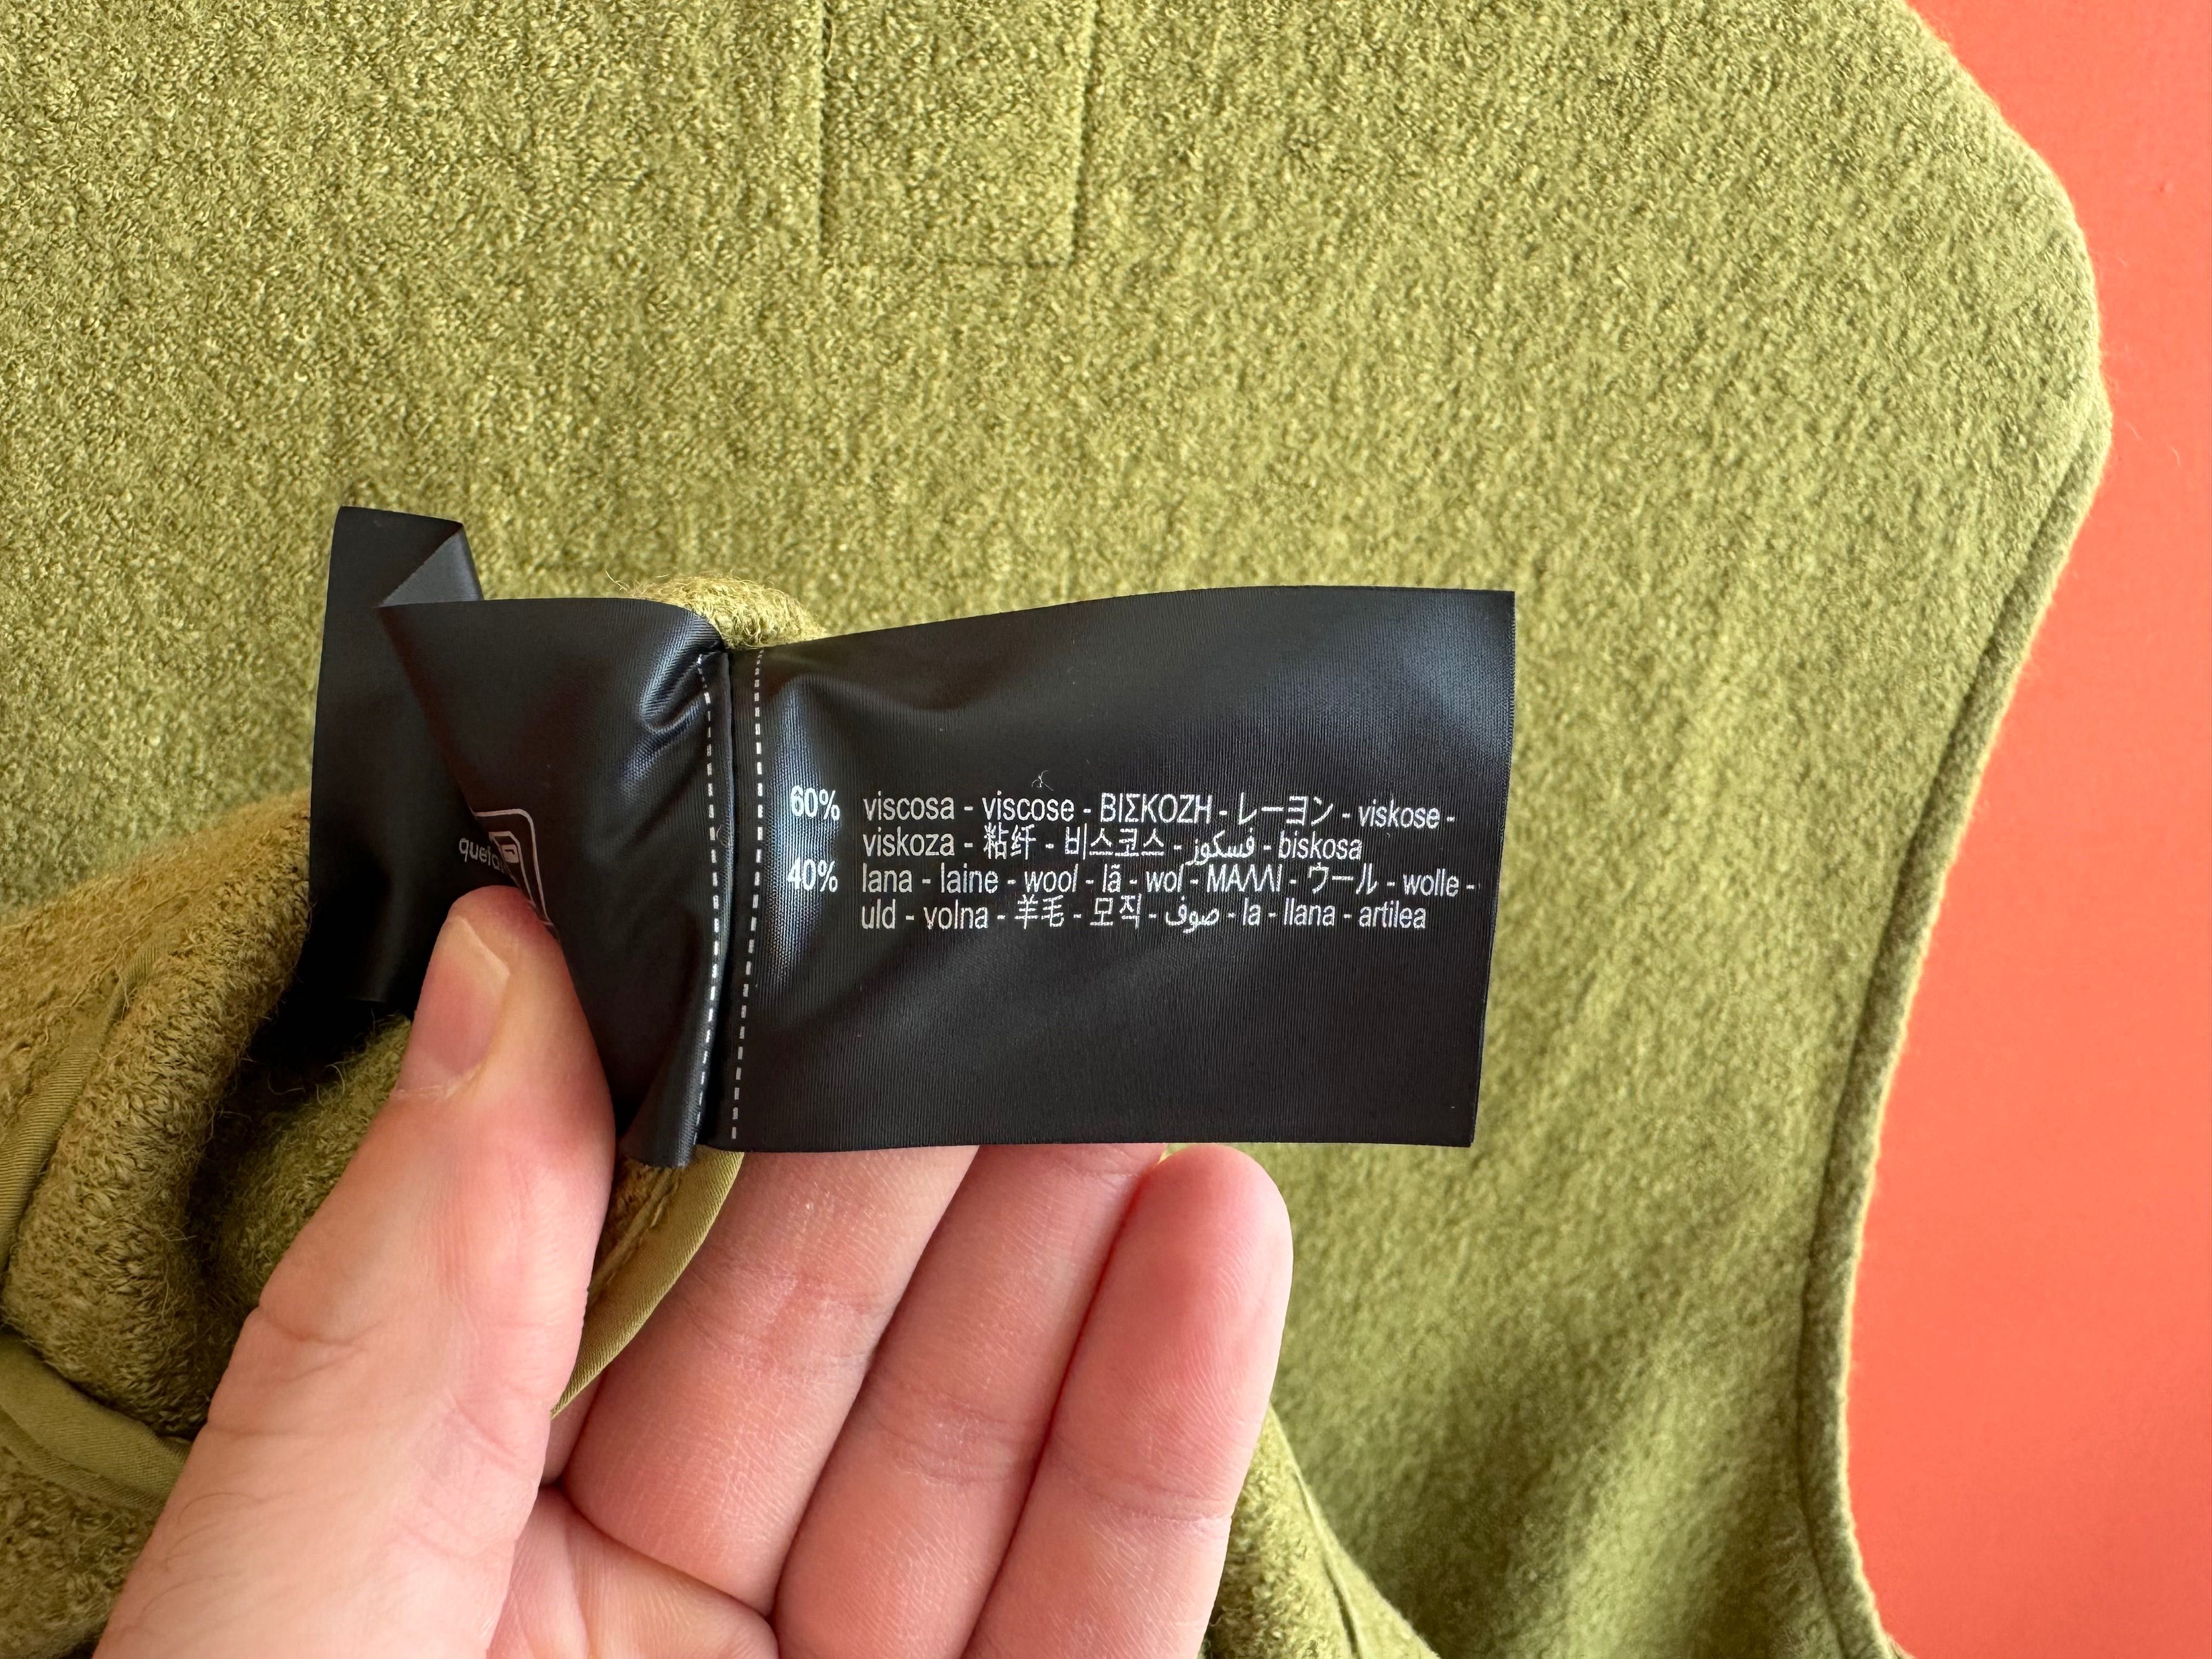 60% viscosa - viscose - ΒΙΣΚΟΖΗ - レーヨン - viskose -
viskoza - 粘纤 - 비스코스 - فسكوز - biskosa
40% lana - laine - wool - lã - wol - ΜΑΛΛΙ - ウール - wolle -
uld - volna - 羊毛 - 모직 - صوف - la - llana - artilea